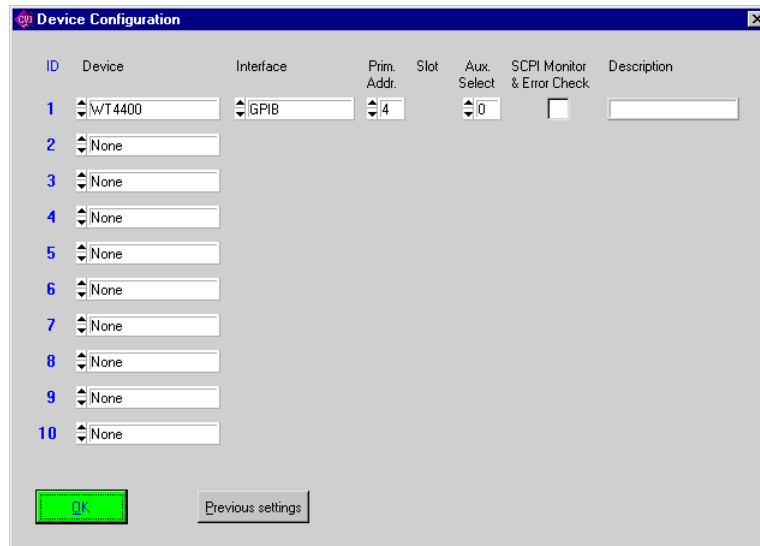 CVI Device Configuration
ID Device Interface Prim. Addr. Slot Aux. Select SCPI Monitor & Error Check Description
1 WT4400 GPIB 4 0
2 None
3 None
4 None
5 None
6 None
7 None
8 None
9 None
10 None
OK Previous settings